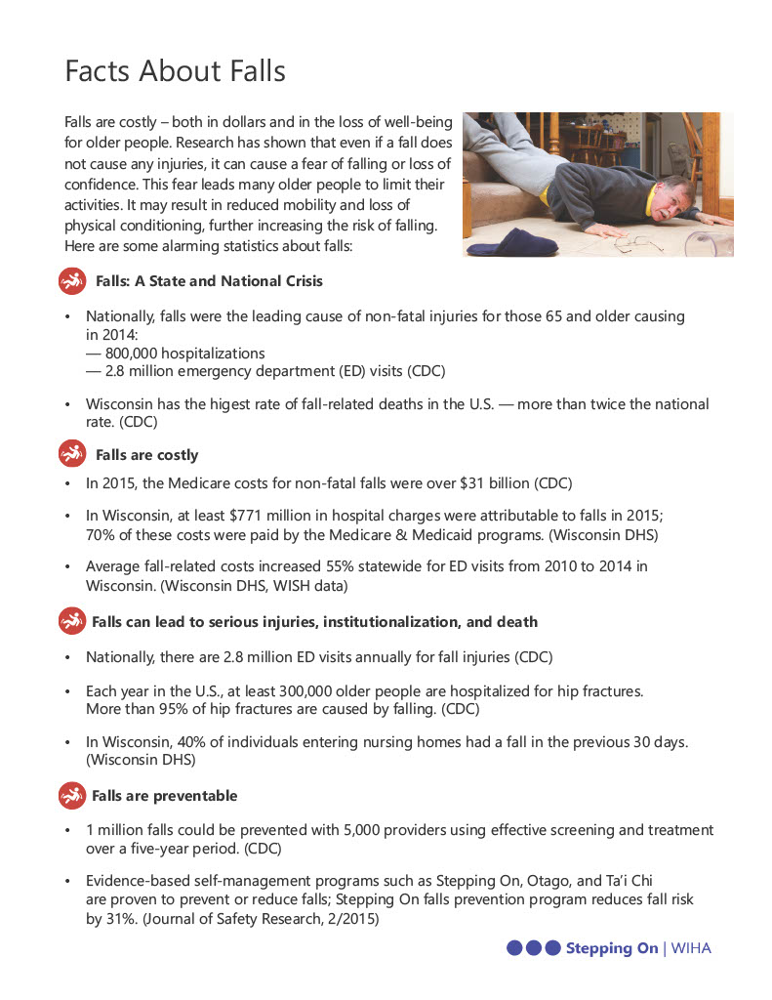 Facts About Falls
Falls are costly – both in dollars and in the loss of well-being
for older people. Research has shown that even if a fall does
not cause any injuries, it can cause a fear of falling or loss of
confidence. This fear leads many older people to limit their
activities. It may result in reduced mobility and loss of
physical conditioning, further increasing the risk of falling.
Here are some alarming statistics about falls:
Falls: A State and National Crisis
• Nationally, falls were the leading cause of non-fatal injuries for those 65 and older causing
in 2014:
— 800,000 hospitalizations
— 2.8 million emergency department (ED) visits (CDC)
• Wisconsin has the higest rate of fall-related deaths in the U.S. — more than twice the national
rate. (CDC)
Falls are costly
• In 2015, the Medicare costs for non-fatal falls were over $31 billion (CDC)
• In Wisconsin, at least $771 million in hospital charges were attributable to falls in 2015;
70% of these costs were paid by the Medicare & Medicaid programs. (Wisconsin DHS)
• Average fall-related costs increased 55% statewide for ED visits from 2010 to 2014 in
Wisconsin. (Wisconsin DHS, WISH data)
Falls can lead to serious injuries, institutionalization, and death
• Nationally, there are 2.8 million ED visits annually for fall injuries (CDC)
• Each year in the U.S., at least 300,000 older people are hospitalized for hip fractures.
More than 95% of hip fractures are caused by falling. (CDC)
• In Wisconsin, 40% of individuals entering nursing homes had a fall in the previous 30 days.
(Wisconsin DHS)
Falls are preventable
• 1 million falls could be prevented with 5,000 providers using effective screening and treatment
over a five-year period. (CDC)
• Evidence-based self-management programs such as Stepping On, Otago, and Ta’i Chi
are proven to prevent or reduce falls; Stepping On falls prevention program reduces fall risk
by 31%. (Journal of Safety Research, 2/2015)
Stepping On | WIHA